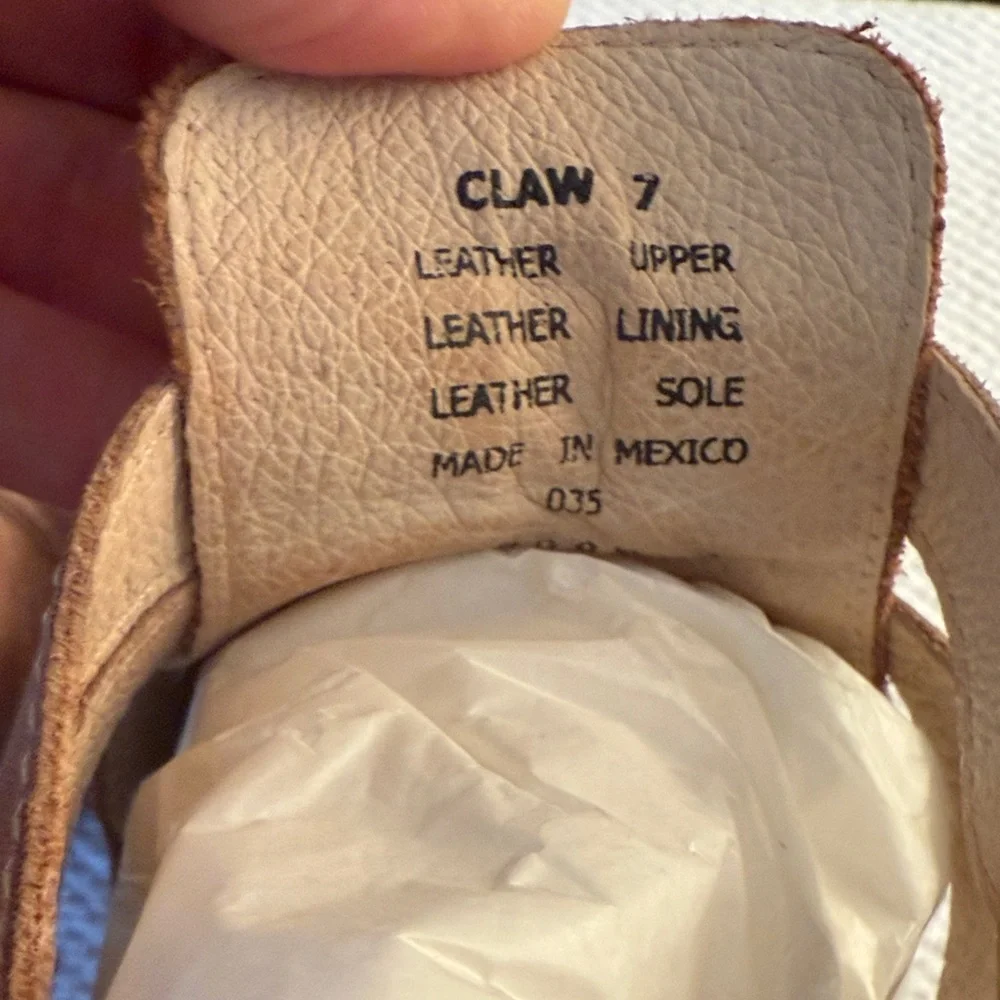 CLAW 7
LEATHER UPPER
LEATHER LINING
LEATHER SOLE
MADE IN MEXICO
035